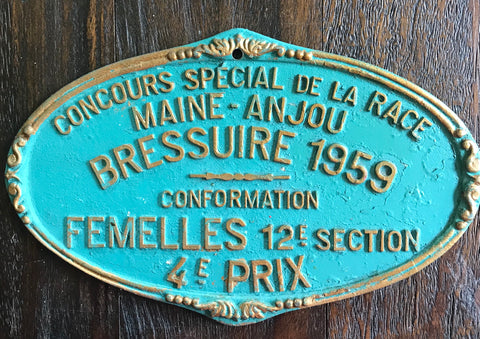 CONCOURS SPÉCIAL DE LA RACE
MAINE-ANJOU
BRESSUIRE 1959
CONFORMATION
FEMELLES 12E SECTION
4E PRIX